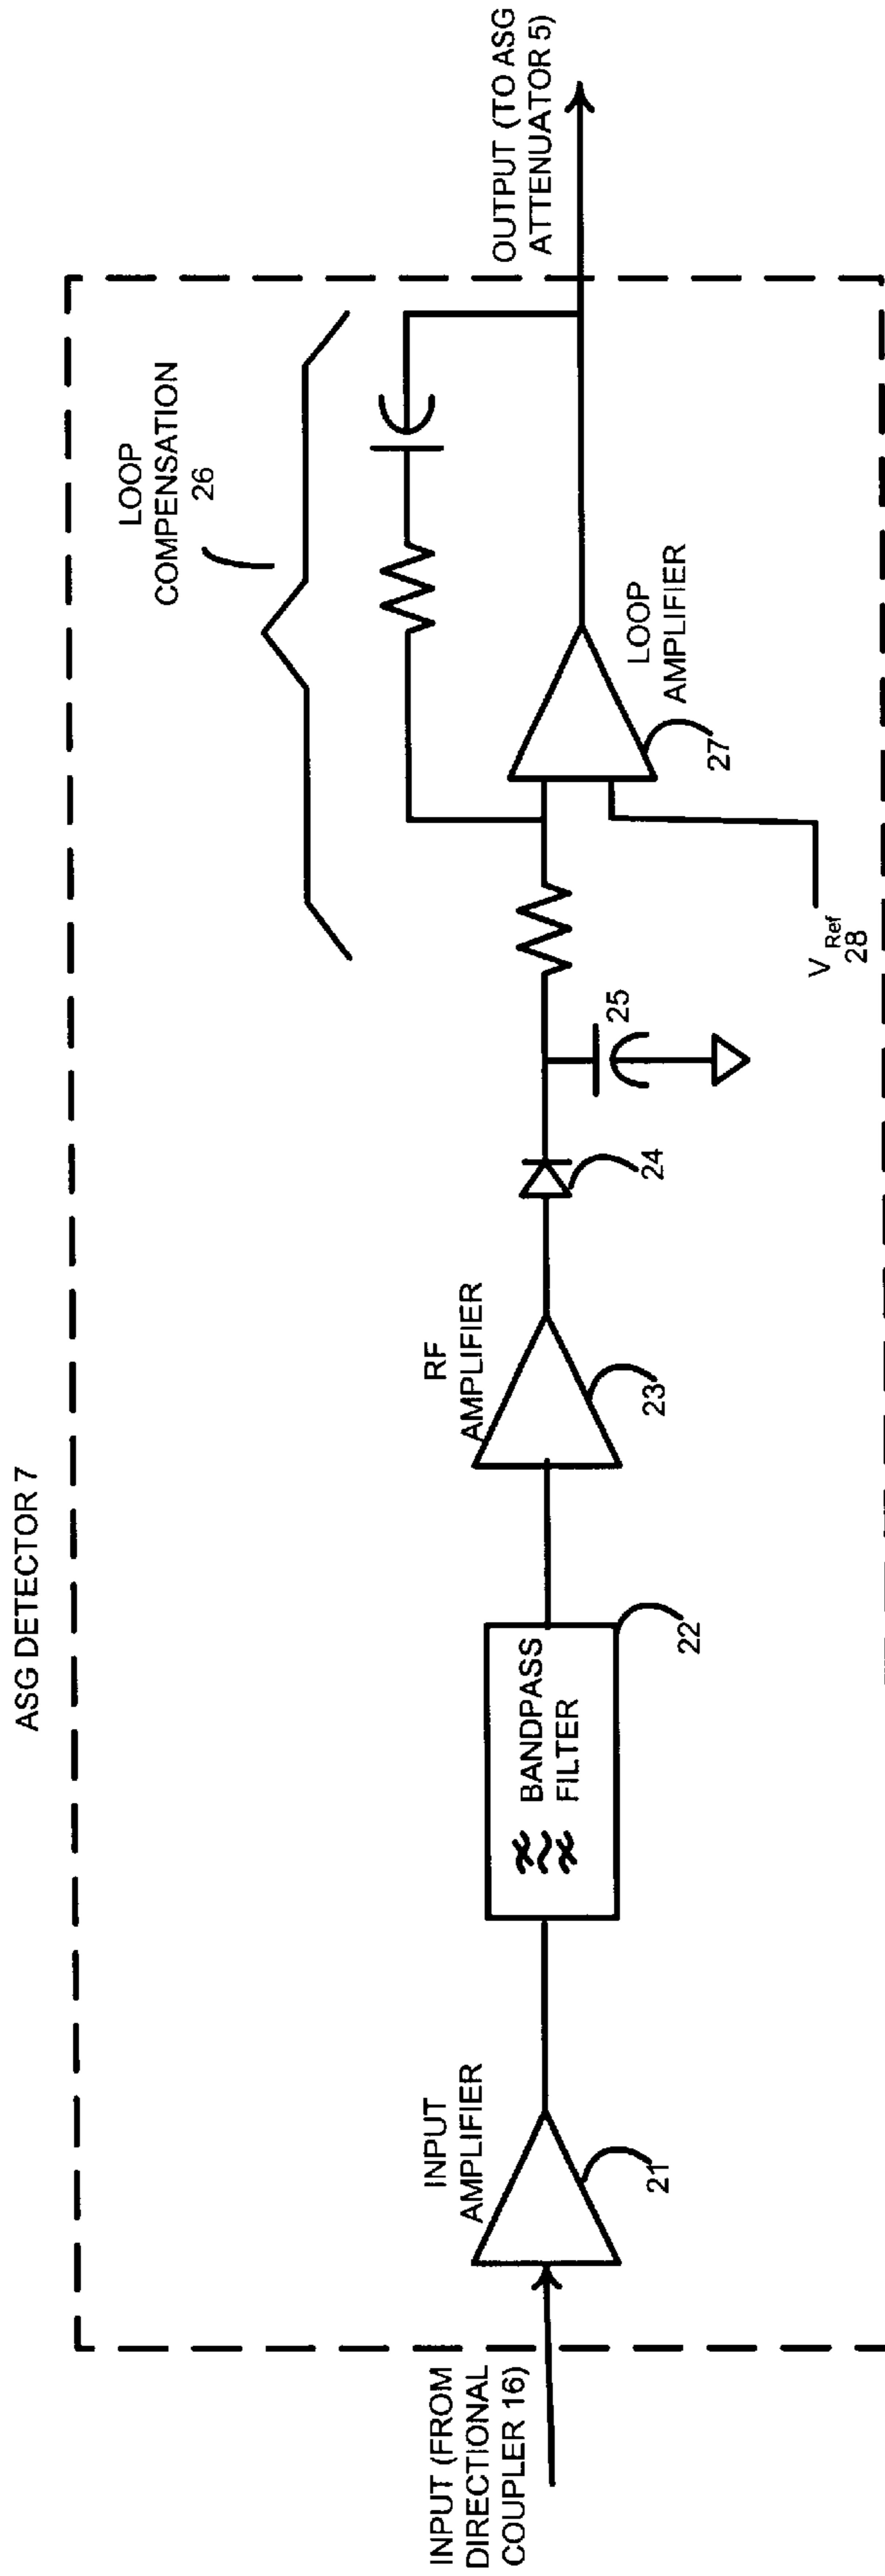 ASG DETECTOR 7
INPUT (FROM
DIRECTIONAL
COUPLER 16)
INPUT
AMPLIFIER
21
BANDPASS
FILTER
22
RF
AMPLIFIER
23
24
25
LOOP
COMPENSATION
26
LOOP
AMPLIFIER
27
V Ref
28
OUTPUT (TO ASG
ATTENUATOR 5)